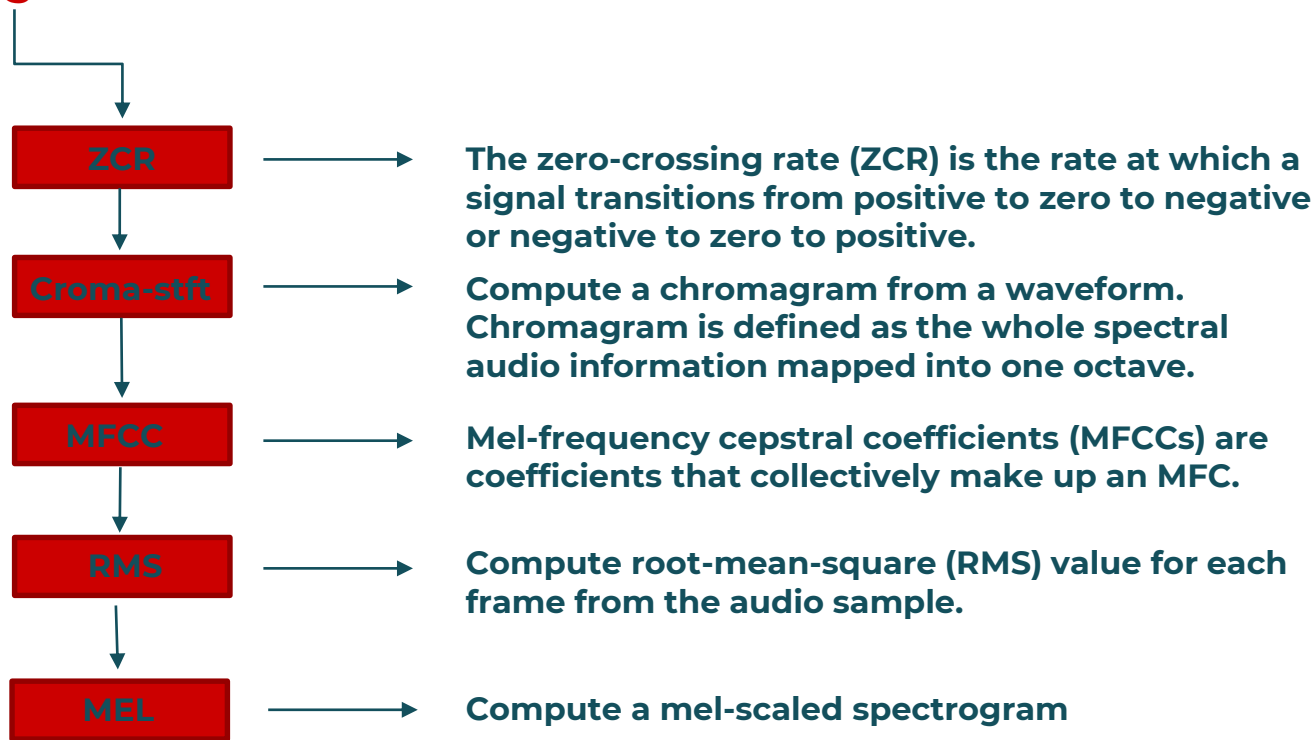 ZCR
The zero-crossing rate (ZCR) is the rate at which a
signal transitions from positive to zero to negative
or negative to zero to positive.
Croma-stft
Compute a chromagram from a waveform.
Chromagram is defined as the whole spectral
audio information mapped into one octave.
MFCC
Mel-frequency cepstral coefficients (MFCCs) are
coefficients that collectively make up an MFC.
RMS
Compute root-mean-square (RMS) value for each
frame from the audio sample.
MEL
Compute a mel-scaled spectrogram